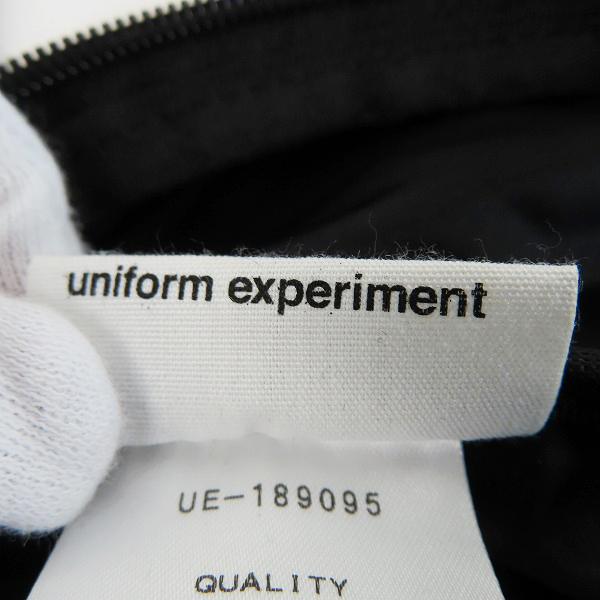 uniform experiment
UE-189095
QUALITY